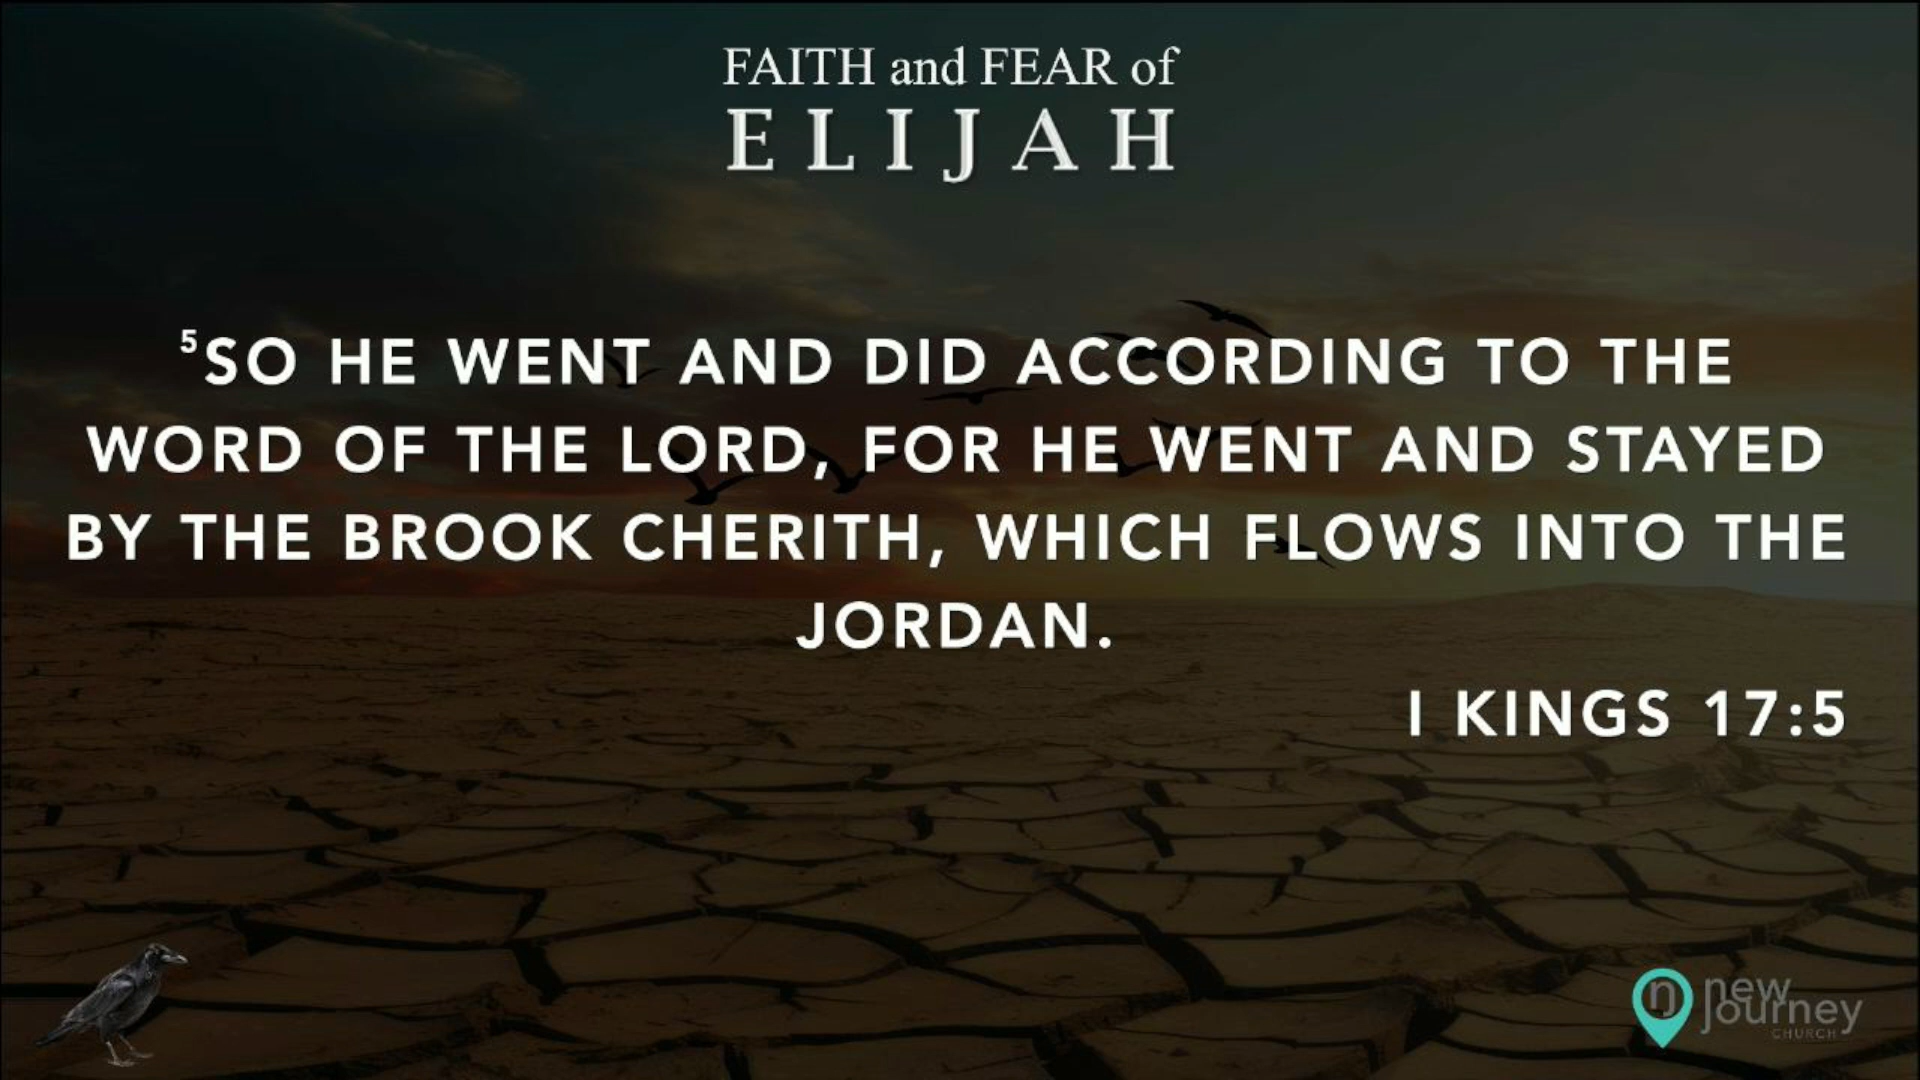 FAITH and FEAR of
ELIJAH
⁵SO HE WENT AND DID ACCORDING TO THE
WORD OF THE LORD, FOR HE WENT AND STAYED
BY THE BROOK CHERITH, WHICH FLOWS INTO THE
JORDAN.
I KINGS 17:5
n new
Journey
CHURCH